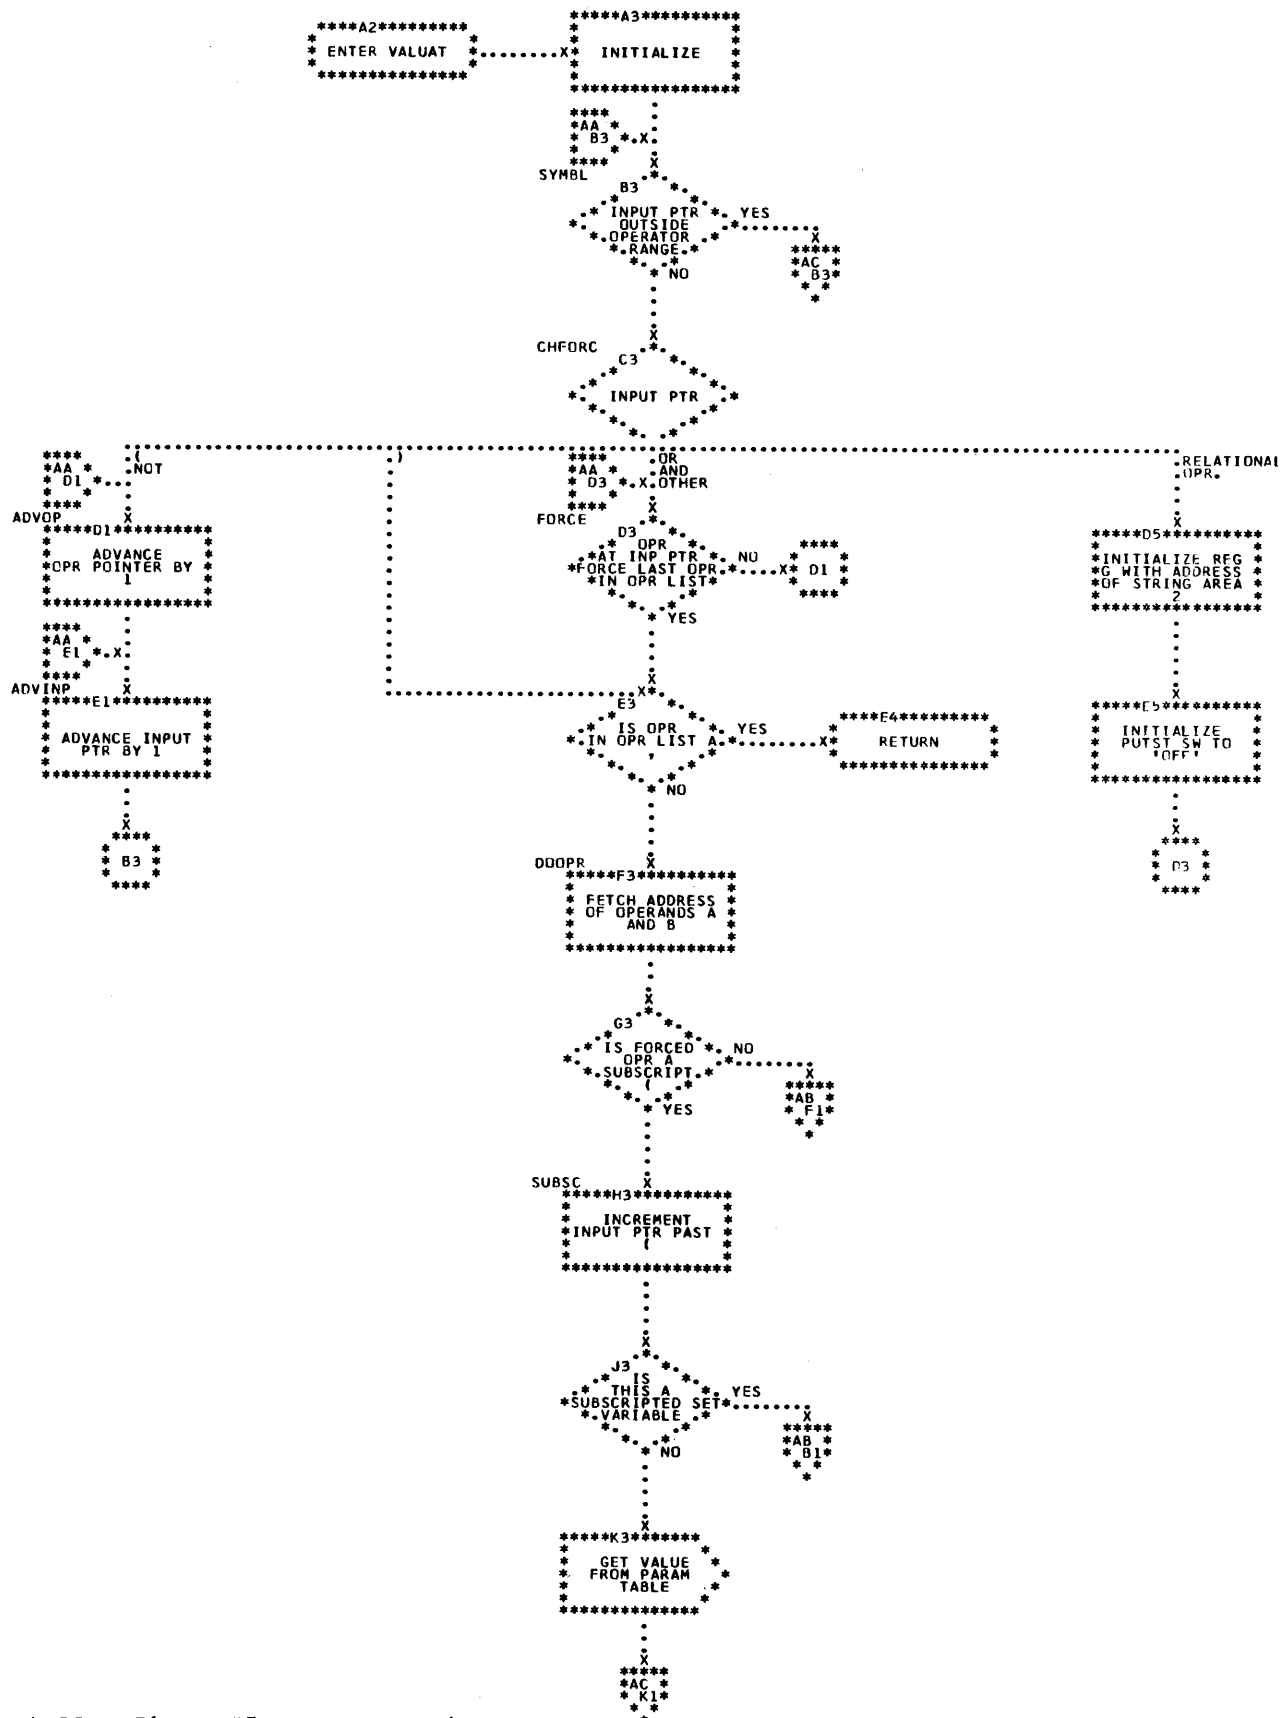 A2
ENTER VALUAT
A3
INITIALIZE
AA
B3
SYMBL
B3
INPUT PTR
OUTSIDE
OPERATOR
RANGE
YES
AC
B3
NO
CHFORC
C3
INPUT PTR
(
NOT
)
OR
AND
OTHER
RELATIONAL
OPR.
AA
D1
ADVOP
D1
ADVANCE
OPR POINTER BY
1
AA
D3
FORCE
D3
OPR
AT INP PTR
FORCE LAST OPR
IN OPR LIST
NO
D1
YES
D5
INITIALIZE REG
G WITH ADDRESS
OF STRING AREA
2
AA
E1
ADVINP
E1
ADVANCE INPUT
PTR BY 1
B3
E3
IS OPR
IN OPR LIST A
,
YES
E4
RETURN
NO
E5
INITIALIZE
PUTST SW TO
'OFF'
D3
DOOPR
F3
FETCH ADDRESS
OF OPERANDS A
AND B
G3
IS FORCED
OPR A
SUBSCRIPT
(
NO
AB
F1
YES
SUBSC
H3
INCREMENT
INPUT PTR PAST
(
J3
IS
THIS A
SUBSCRIPTED SET
VARIABLE
YES
AB
B1
NO
K3
GET VALUE
FROM PARAM
TABLE
AC
K1